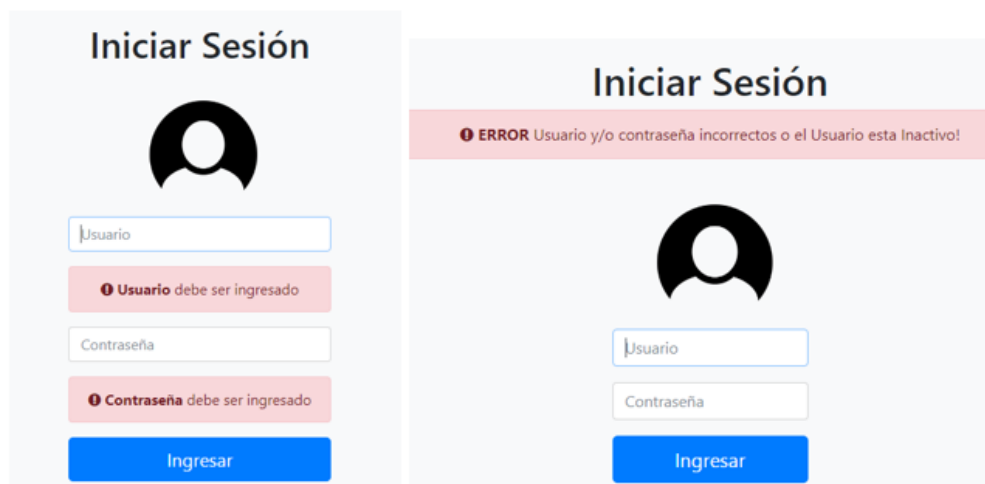 Iniciar Sesión
Usuario
Usuario debe ser ingresado
Contraseña
Contraseña debe ser ingresado
Ingresar
Iniciar Sesión
ERROR Usuario y/o contraseña incorrectos o el Usuario esta Inactivo!
Usuario
Contraseña
Ingresar